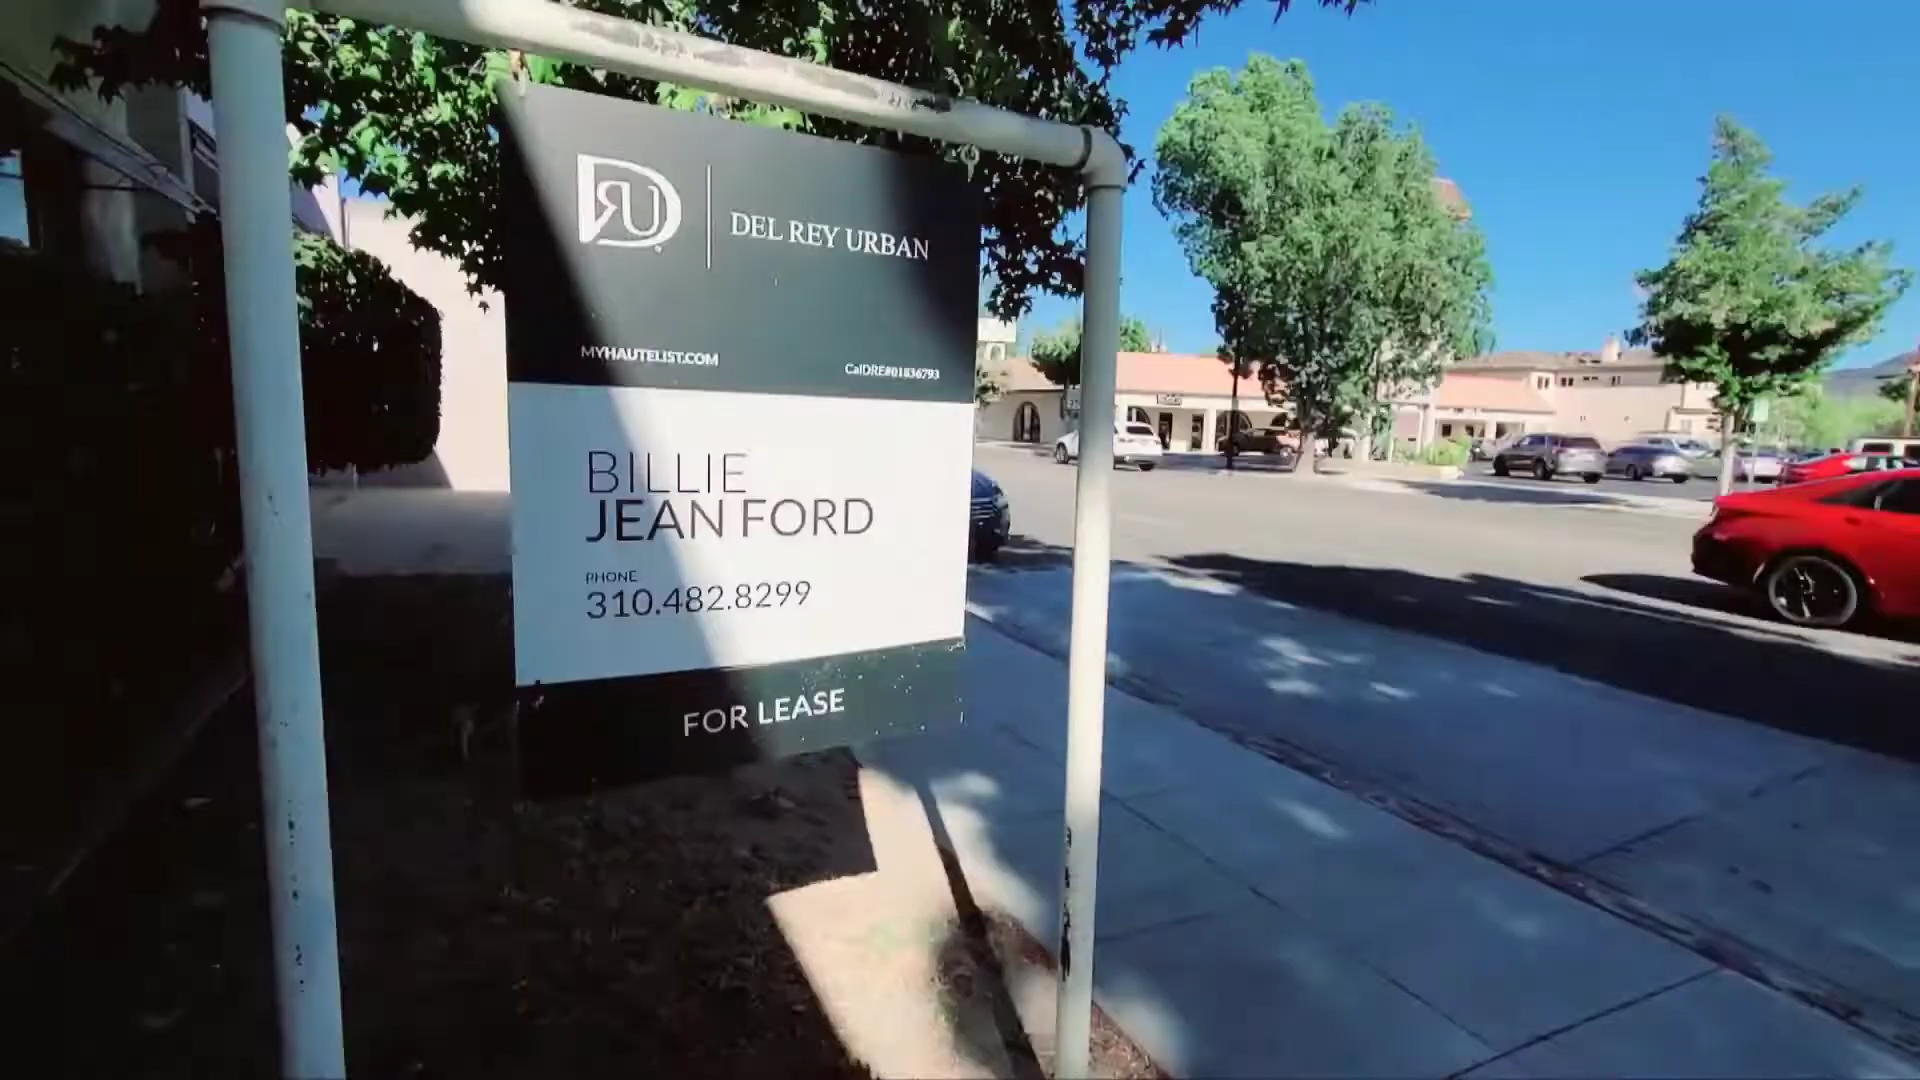 DRU
DEL REY URBAN
MYHAUTELIST.COM
CalDRE#01836793
BILLIE
JEAN FORD
PHONE
310.482.8299
FOR LEASE